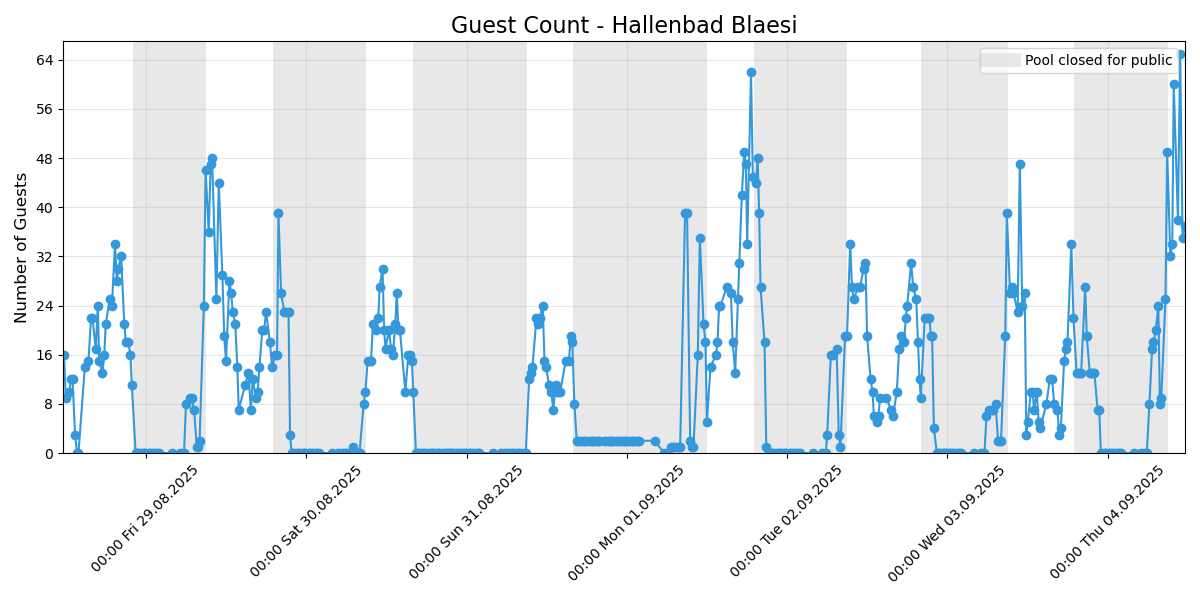 Guest Count - Hallenbad Blaesi
Pool closed for public
Number of Guests
64
56
48
40
32
24
16
8
0
00:00 Fri 29.08.2025
00:00 Sat 30.08.2025
00:00 Sun 31.08.2025
00:00 Mon 01.09.2025
00:00 Tue 02.09.2025
00:00 Wed 03.09.2025
00:00 Thu 04.09.2025